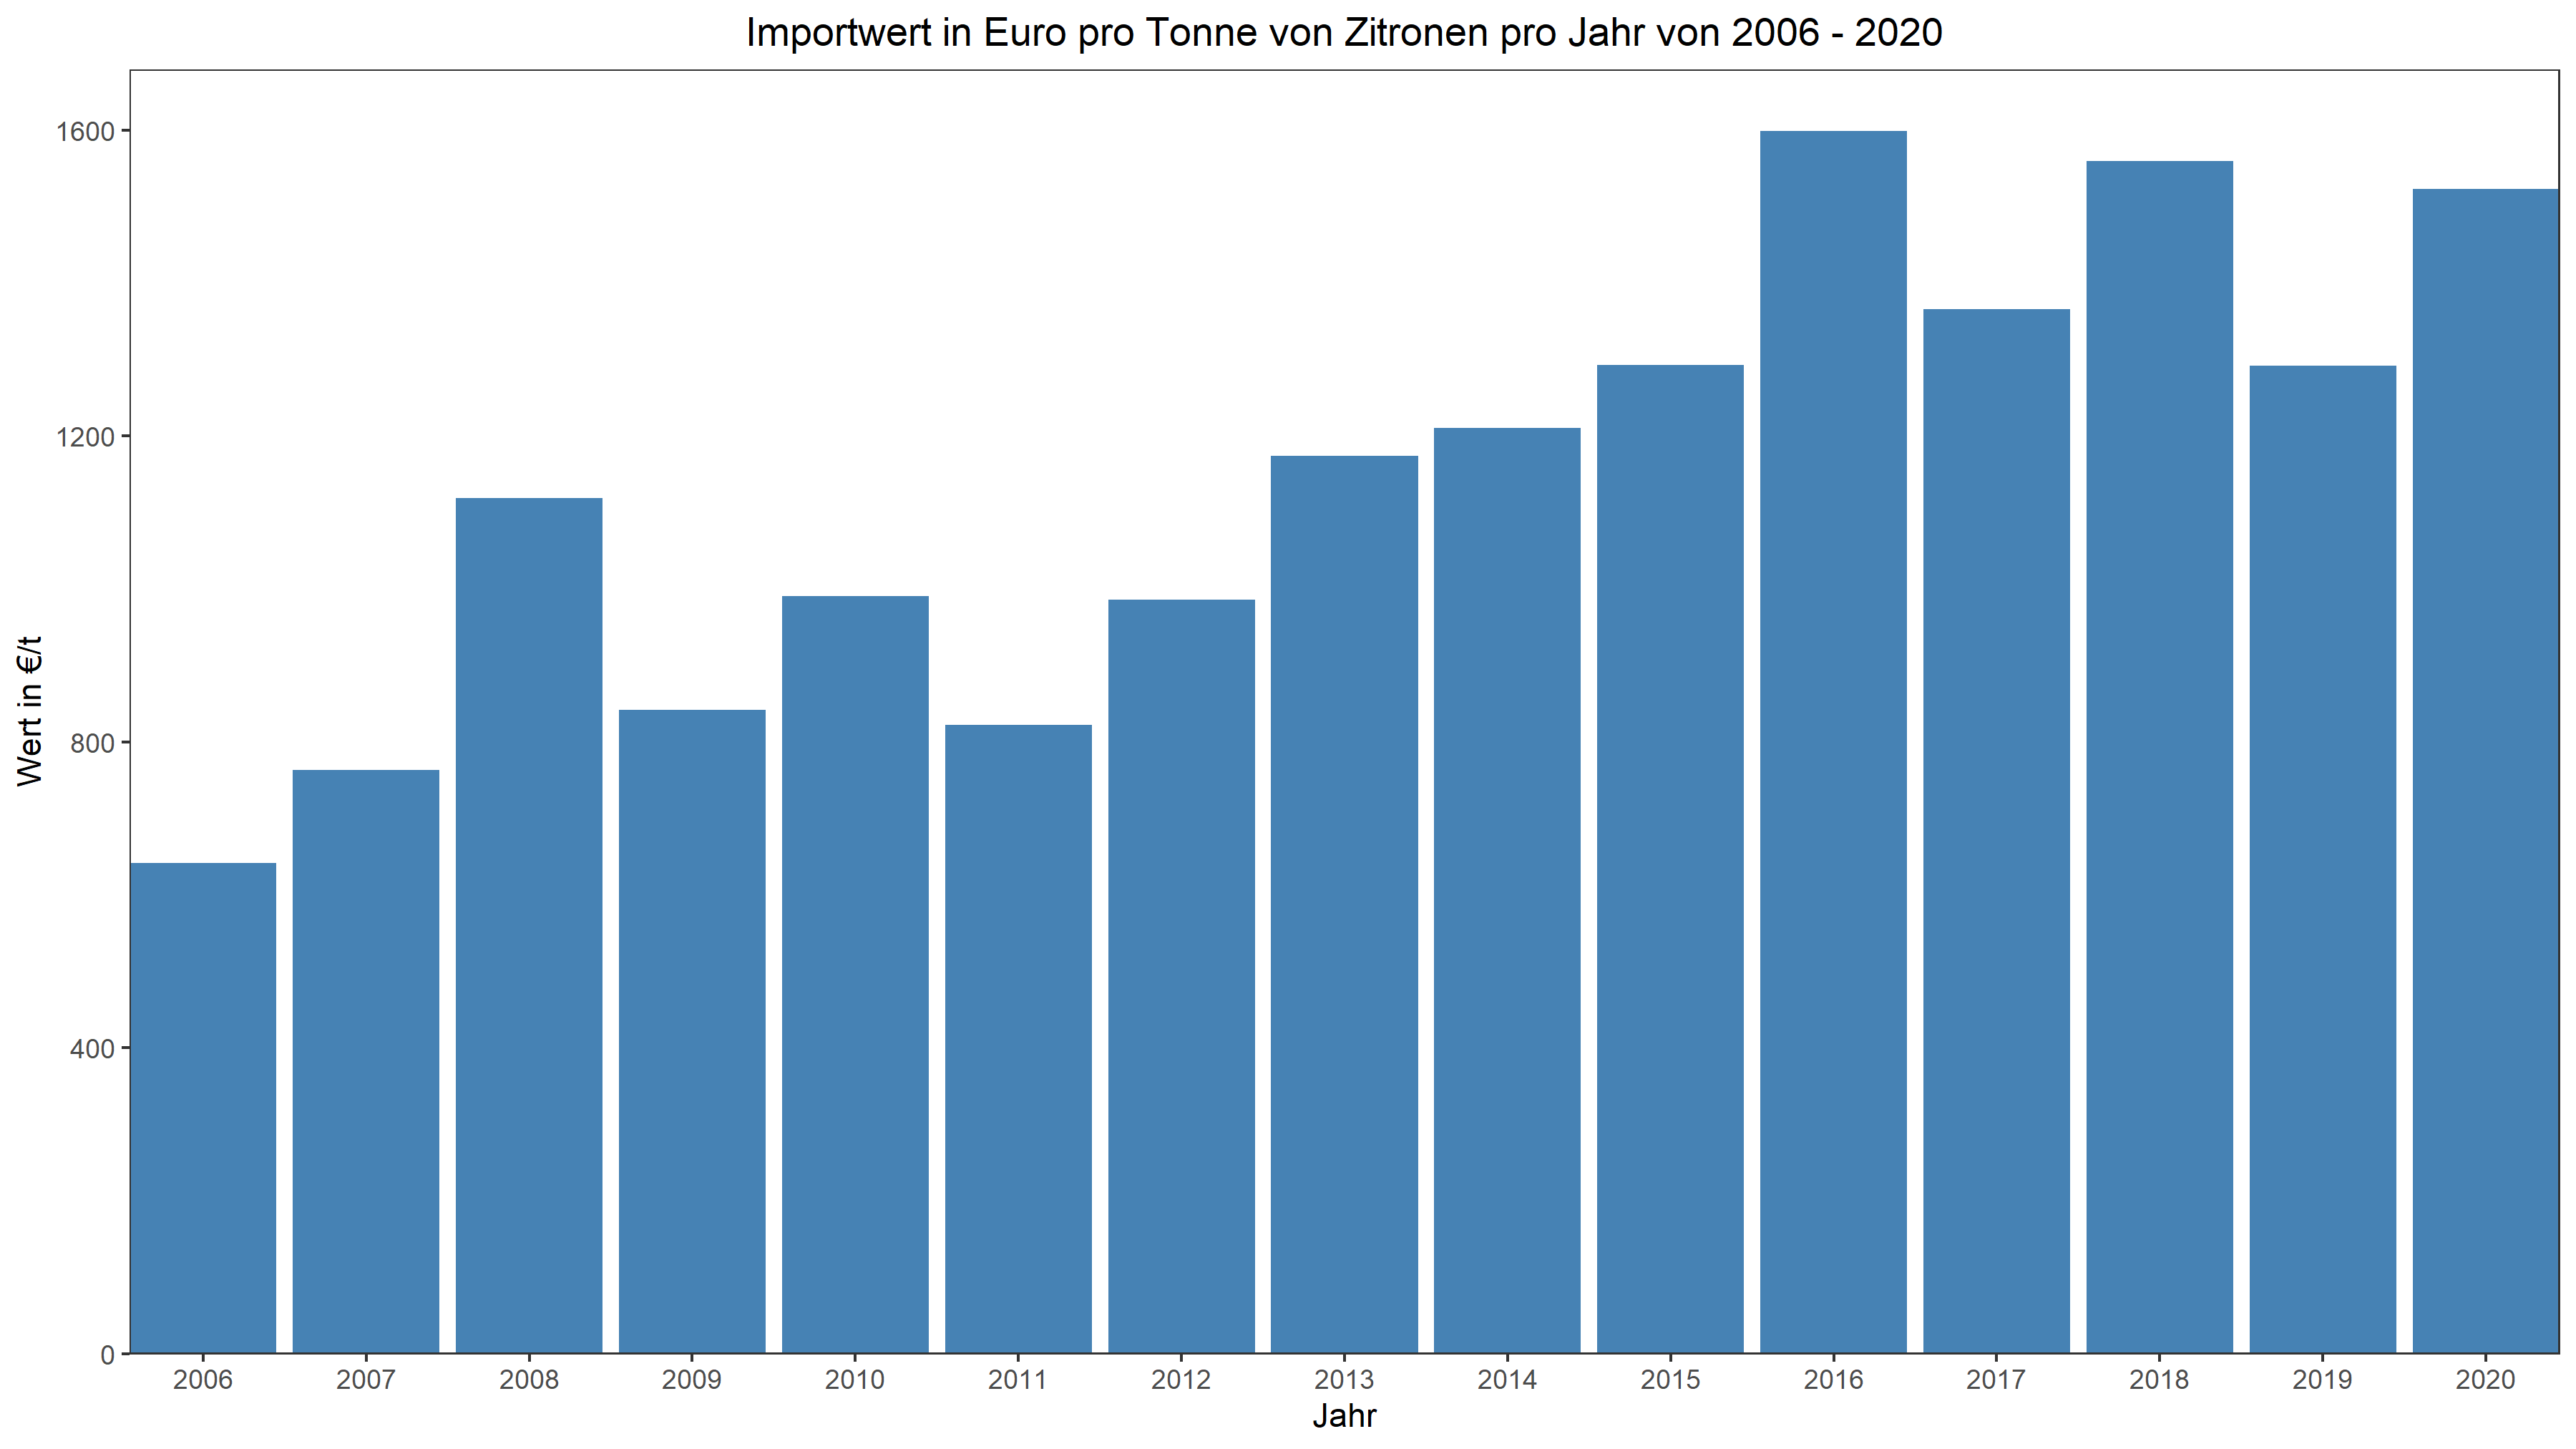 Importwert in Euro pro Tonne von Zitronen pro Jahr von 2006 - 2020
Wert in €/t
1600
1200
800
400
0
2006 2007 2008 2009 2010 2011 2012 2013 2014 2015 2016 2017 2018 2019 2020
Jahr